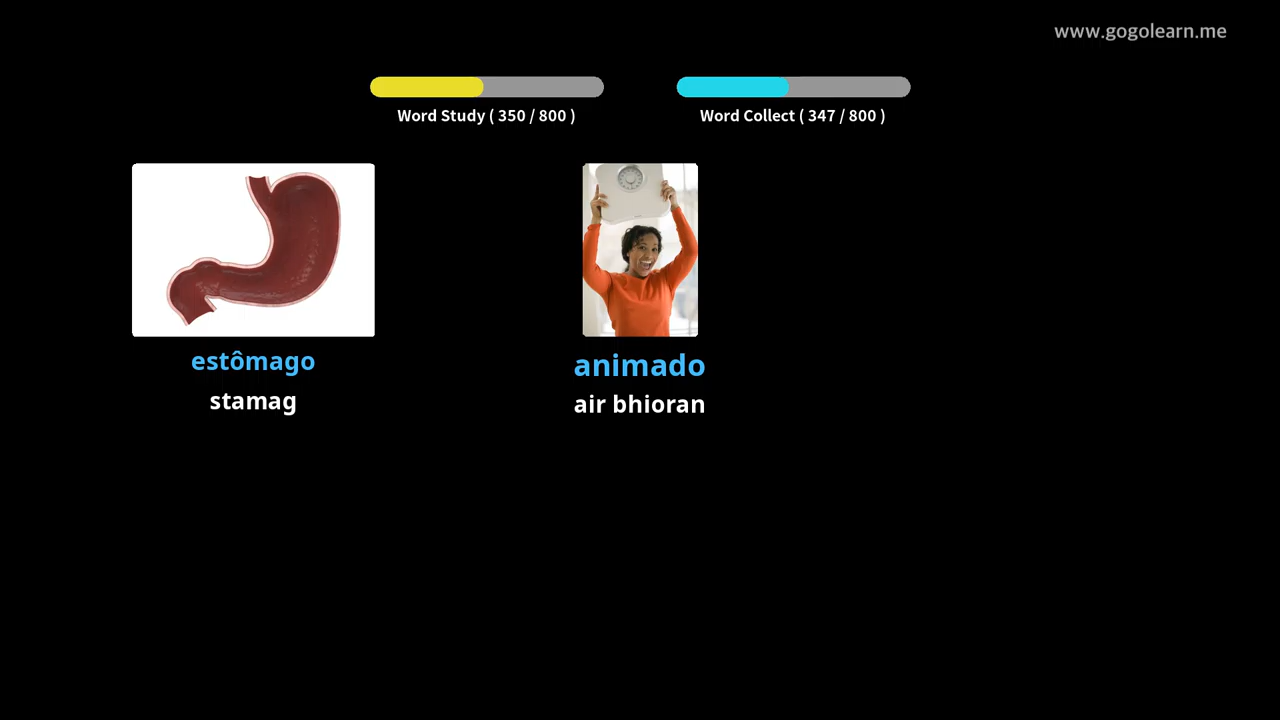 www.gogolearn.me
Word Study ( 350 / 800 )
Word Collect ( 347 / 800 )
estômago
stamag
animado
air bhioran